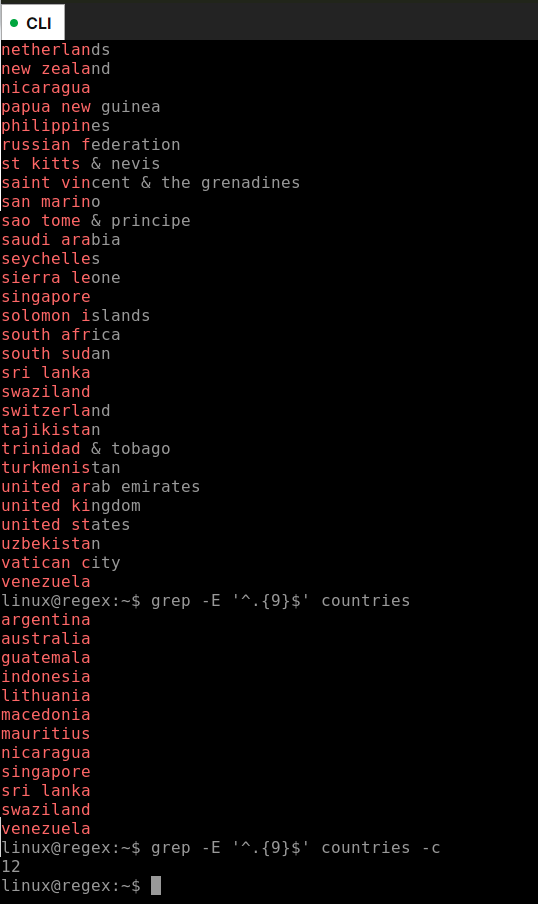 CLI
netherlands
new zealand
nicaragua
papua new guinea
philippines
russian federation
st kitts & nevis
saint vincent & the grenadines
san marino
sao tome & principe
saudi arabia
seychelles
sierra leone
singapore
solomon islands
south africa
south sudan
sri lanka
swaziland
switzerland
tajikistan
trinidad & tobago
turkmenistan
united arab emirates
united kingdom
united states
uzbekistan
vatican city
venezuela
linux@regex:~$ grep -E '^.{9}$' countries
argentina
australia
guatemala
indonesia
lithuania
macedonia
mauritius
nicaragua
singapore
sri lanka
swaziland
venezuela
linux@regex:~$ grep -E '^.{9}$' countries -c
12
linux@regex:~$